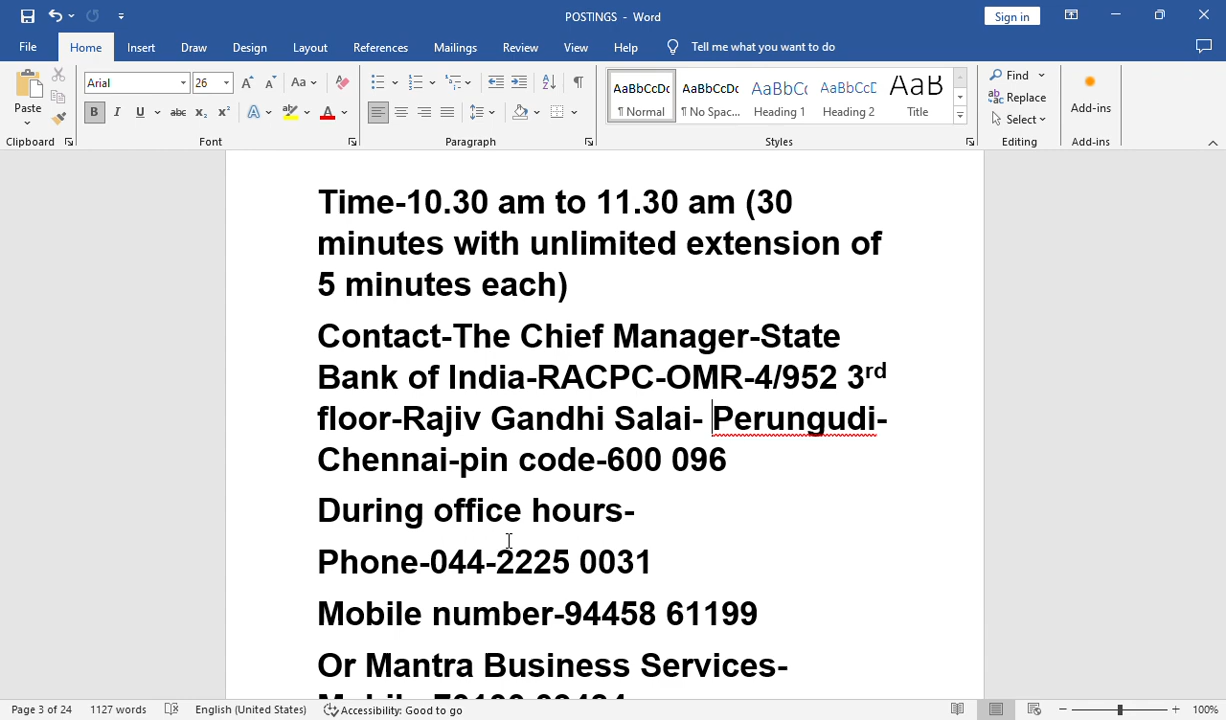 POSTINGS - Word
Sign in
File Home Insert Draw Design Layout References Mailings Review View Help Tell me what you want to do
Paste
Arial 26
Aa
B I U abc x₂ x² A A
AaBbCcDc AaBbCcDc AaBbCc AaBbCcD AaB
¶ Normal ¶ No Spac... Heading 1 Heading 2 Title
Find
Replace
Select
Add-ins
Clipboard Font Paragraph Styles Editing Add-ins
Time-10.30 am to 11.30 am (30
minutes with unlimited extension of
5 minutes each)
Contact-The Chief Manager-State
Bank of India-RACPC-OMR-4/952 3rd
floor-Rajiv Gandhi Salai- Perungudi-
Chennai-pin code-600 096
During office hours-
Phone-044-2225 0031
Mobile number-94458 61199
Or Mantra Business Services-
Page 3 of 24 1127 words English (United States) Accessibility: Good to go 100%